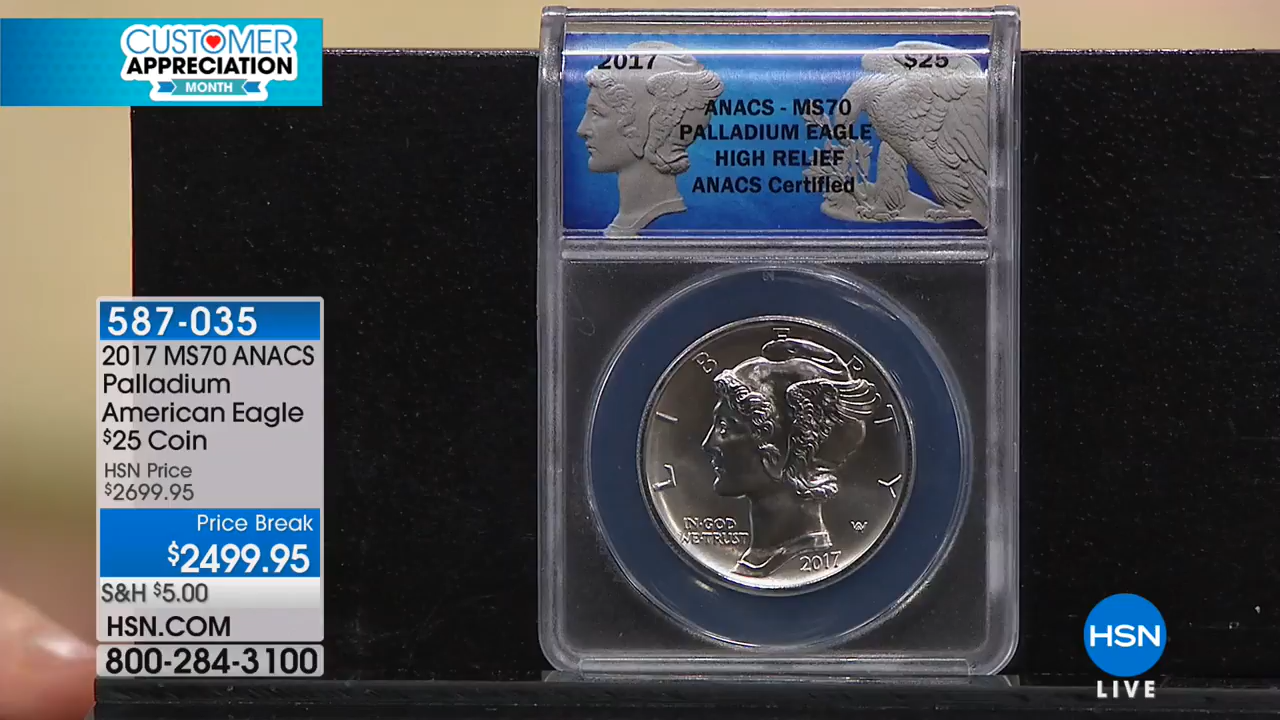 CUSTOMER
APPRECIATION
MONTH
2017
$25
ANACS - MS70
PALLADIUM EAGLE
HIGH RELIEF
ANACS Certified
587-035
2017 MS70 ANACS
Palladium
American Eagle
$25 Coin
HSN Price
$2699.95
Price Break
$2499.95
S&H $5.00
HSN.COM
800-284-3100
LIBERTY
IN·GOD
WE·TRUST
2017
HSN
LIVE